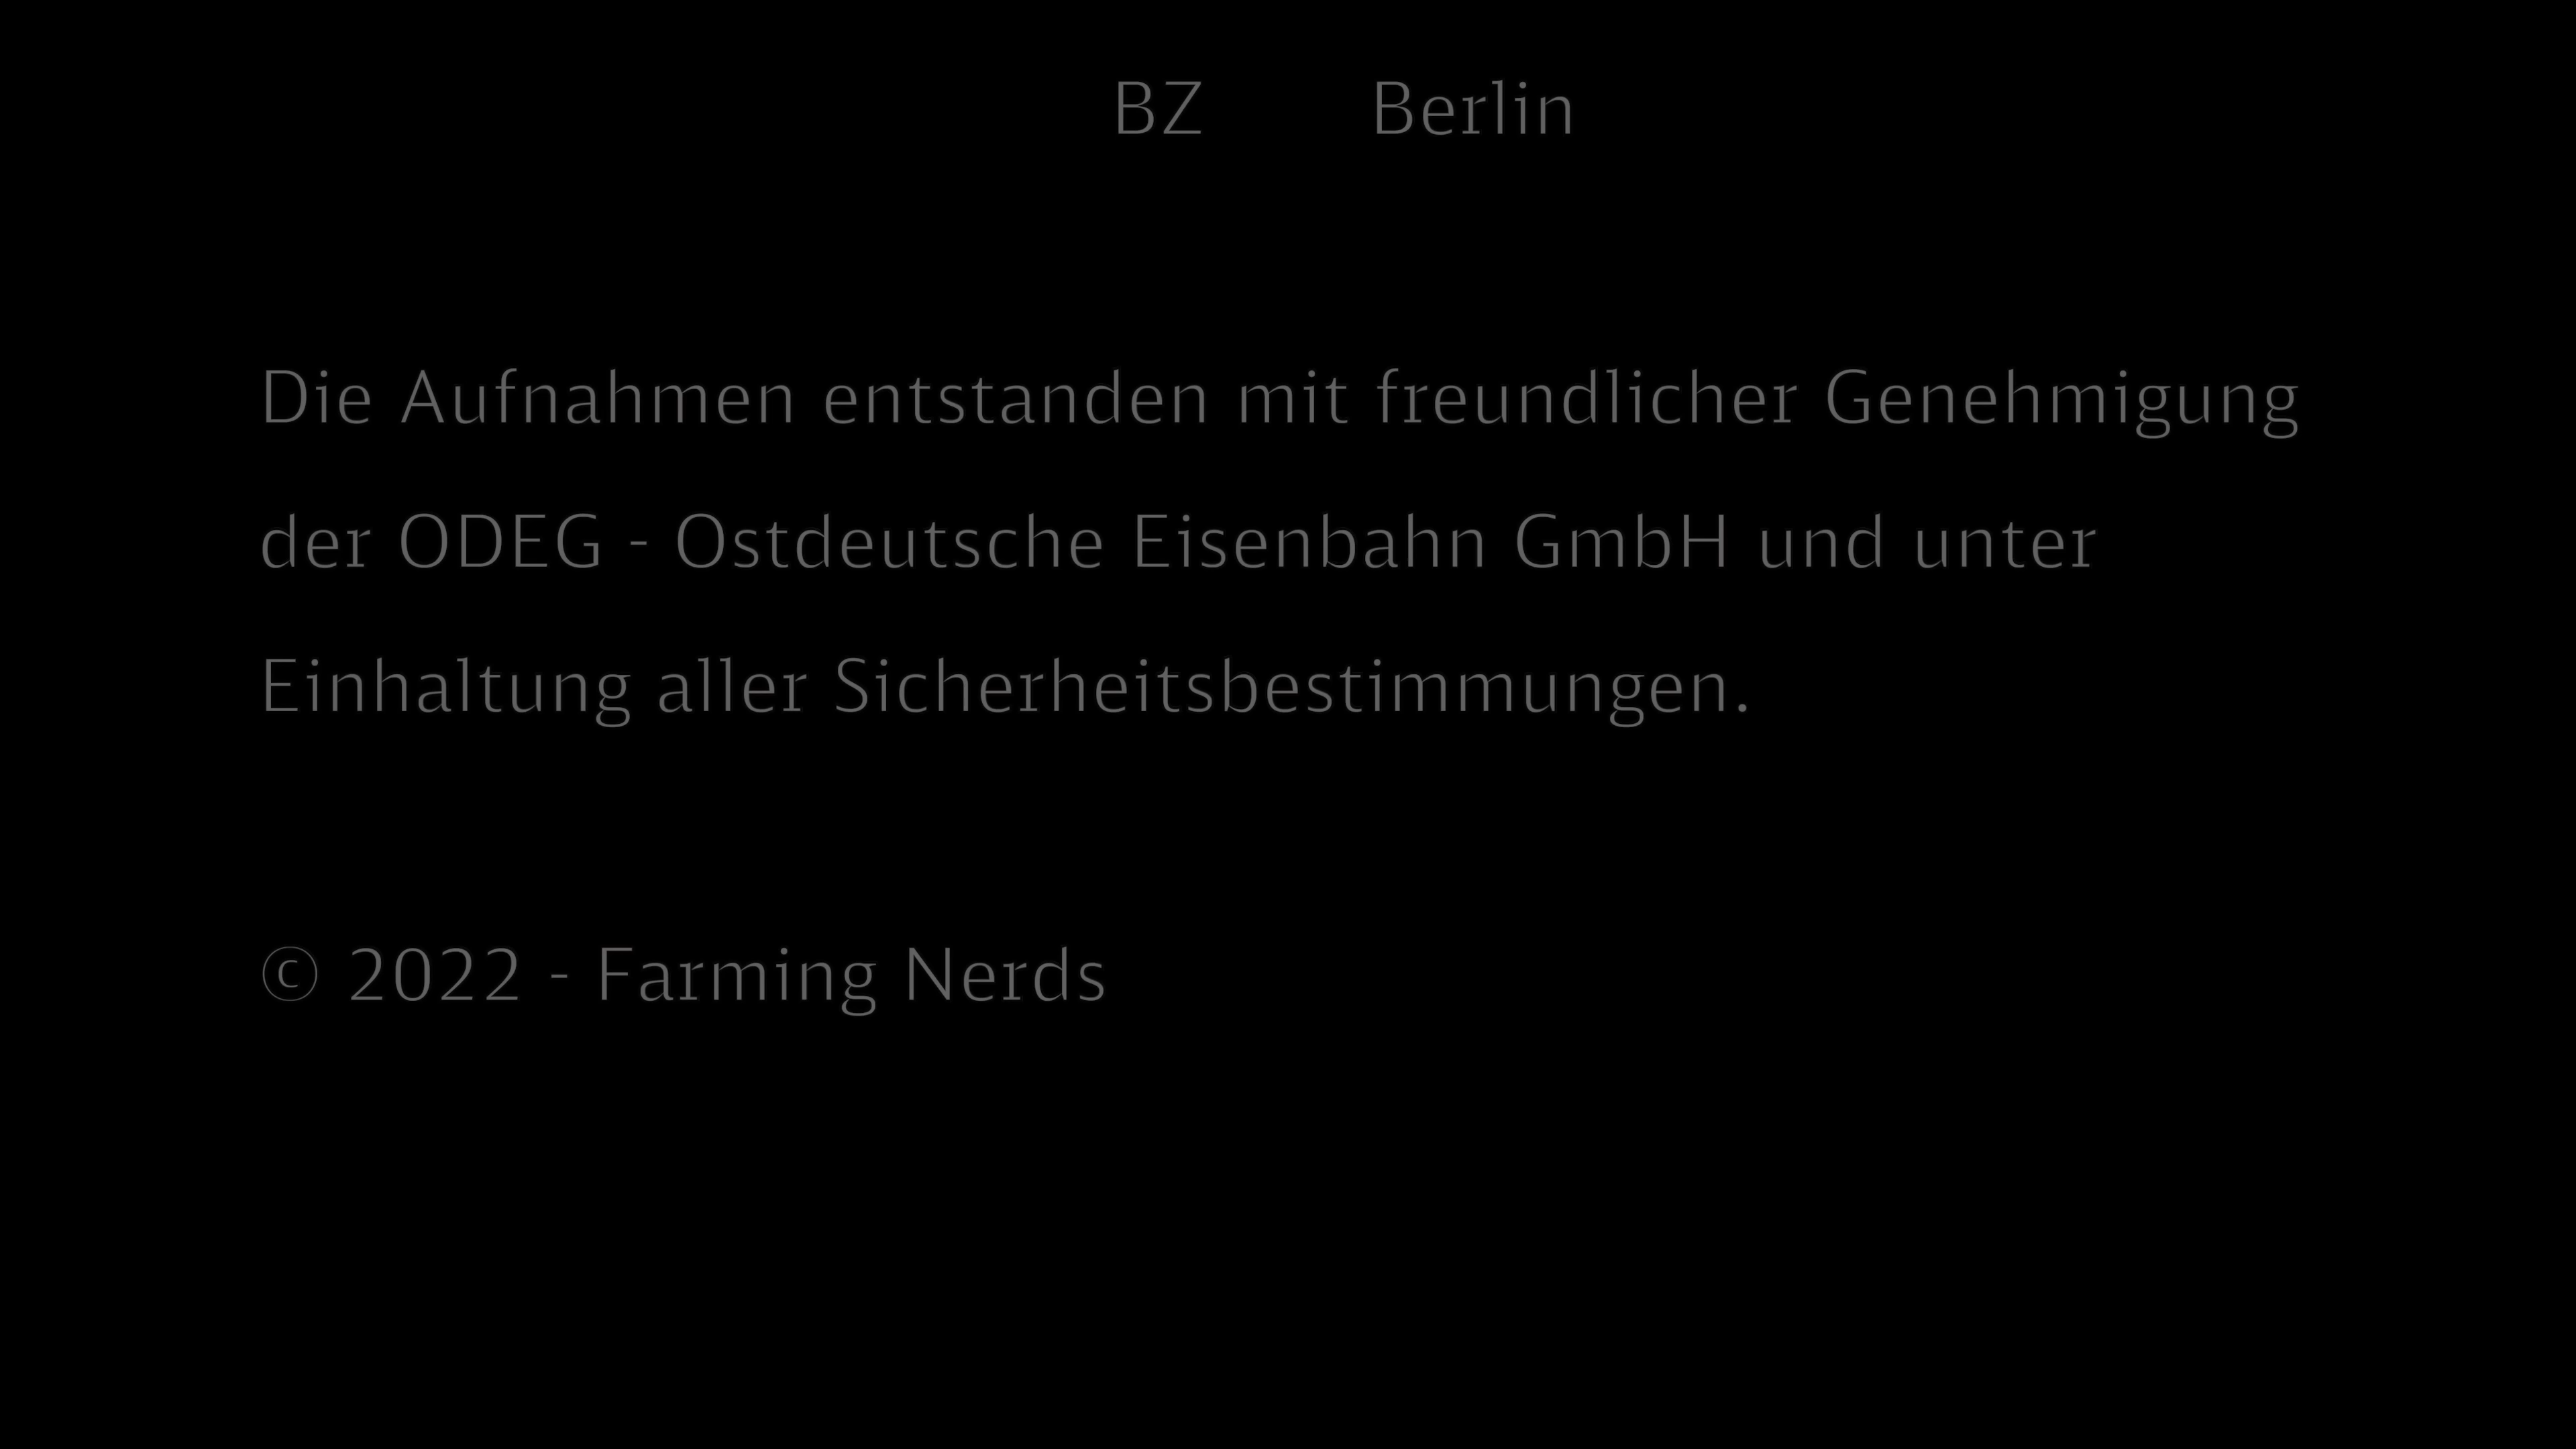 BZ Berlin
Die Aufnahmen entstanden mit freundlicher Genehmigung
der ODEG - Ostdeutsche Eisenbahn GmbH und unter
Einhaltung aller Sicherheitsbestimmungen.
© 2022 - Farming Nerds